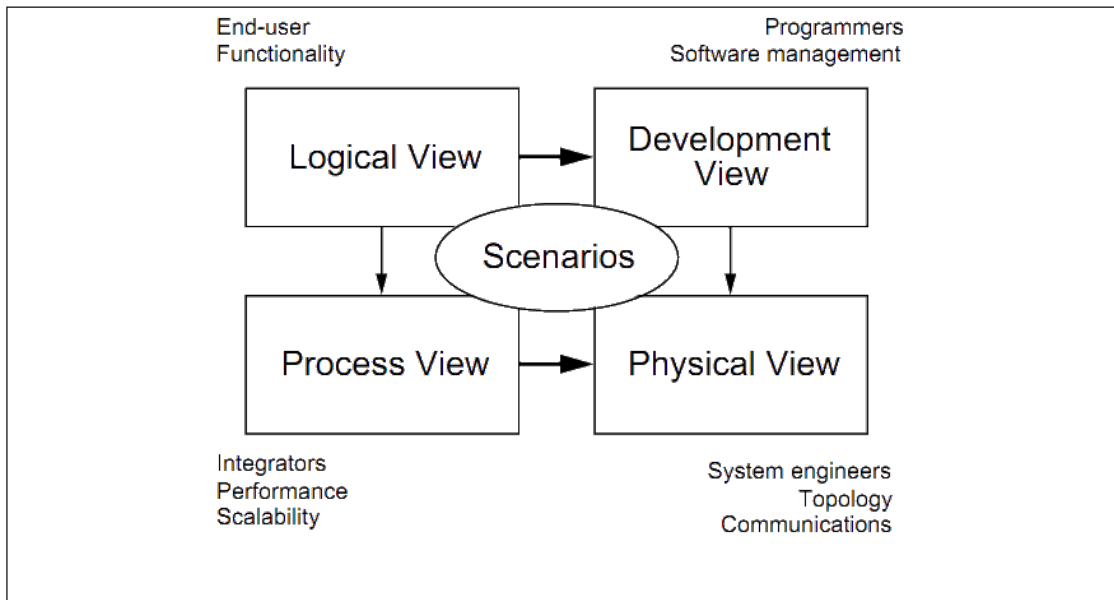 End-user
Functionality
Programmers
Software management
Logical View
Development
View
Scenarios
Process View
Physical View
Integrators
Performance
Scalability
System engineers
Topology
Communications